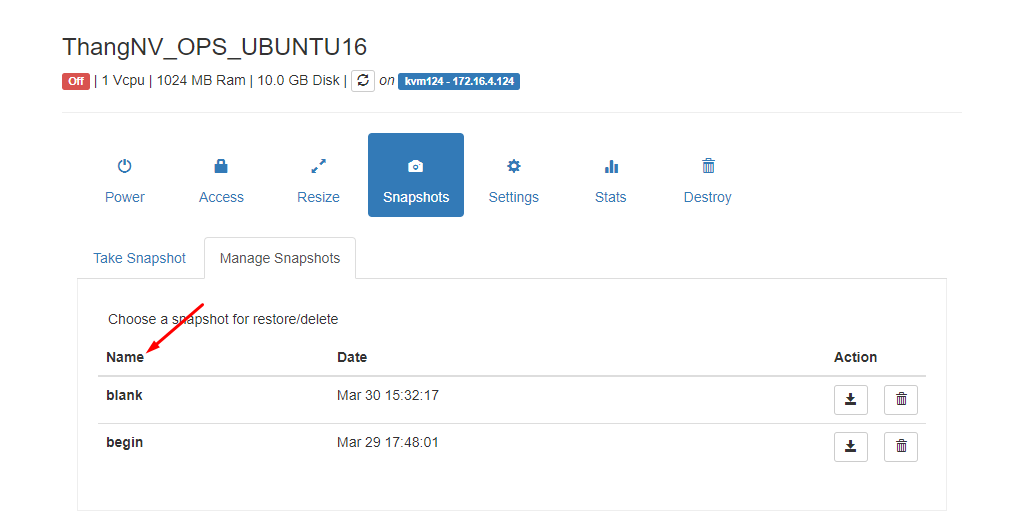 ThangNV_OPS_UBUNTU16
Off | 1 Vcpu | 1024 MB Ram | 10.0 GB Disk | on kvm124 - 172.16.4.124
Power Access Resize Snapshots Settings Stats Destroy
Take Snapshot Manage Snapshots
Choose a snapshot for restore/delete
Name Date Action
blank Mar 30 15:32:17
begin Mar 29 17:48:01